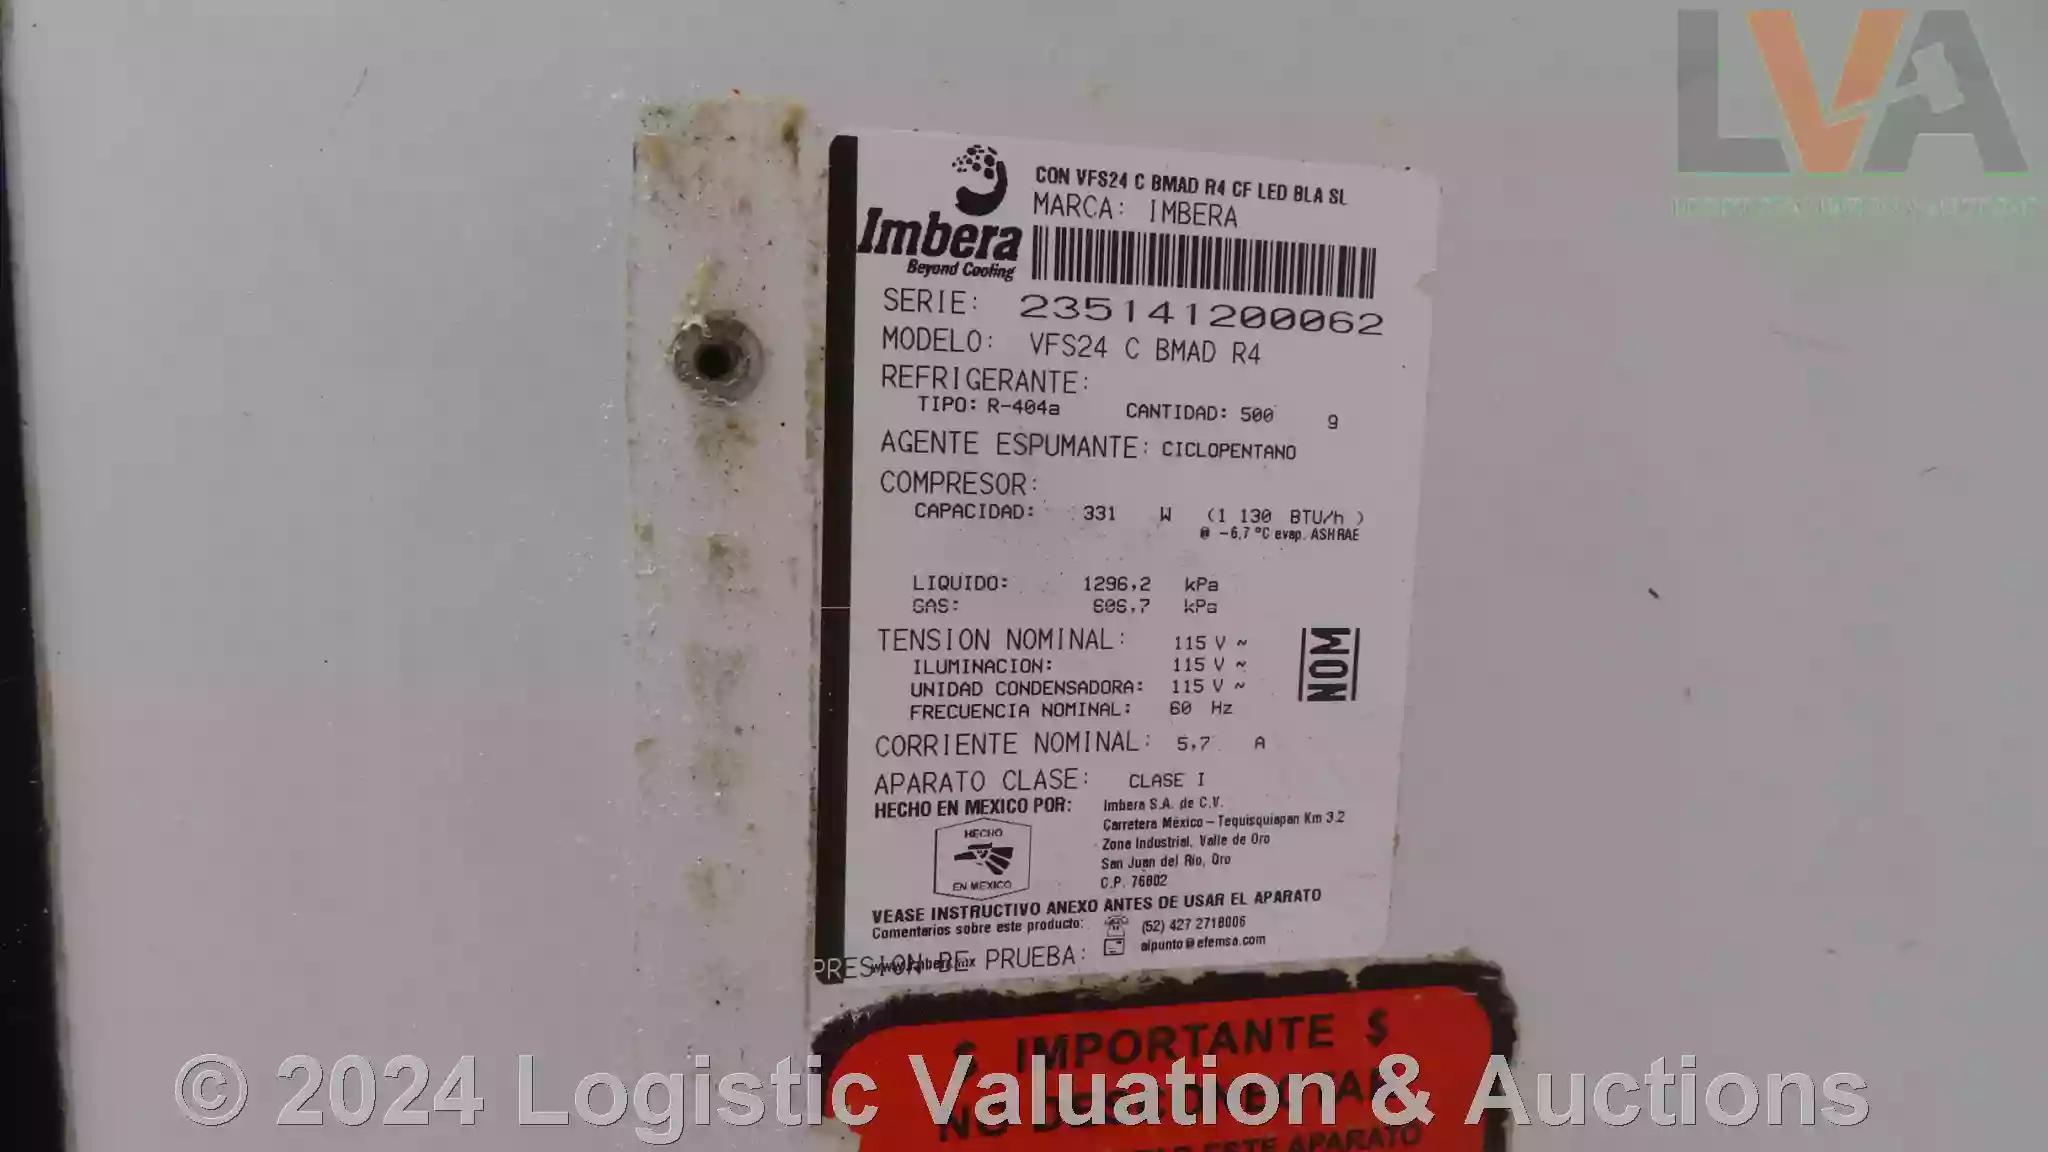 LVA
CON VFS24 C BMAD R4 CF LED BLA SL
MARCA: IMBERA
Imbera
Beyond Cooling
SERIE: 235141200062
MODELO: VFS24 C BMAD R4
REFRIGERANTE:
TIPO: R-404a CANTIDAD: 500 g
AGENTE ESPUMANTE: CICLOPENTANO
COMPRESOR:
CAPACIDAD: 331 W (1 130 BTU/h )
@ -6,7 °C evap. ASHRAE
LIQUIDO: 1296,2 kPa
GAS: 606,7 kPa
TENSION NOMINAL: 115 V ~
ILUMINACION: 115 V ~
UNIDAD CONDENSADORA: 115 V ~
FRECUENCIA NOMINAL: 60 Hz
NOM
CORRIENTE NOMINAL: 5,7 A
APARATO CLASE: CLASE I
HECHO EN MEXICO POR: Imbera S.A. de C.V.
Carretera México - Tequisquiapan Km 3.2
Zona Industrial, Valle de Oro
San Juan del Rio, Qro
C.P. 76802
HECHO
EN MEXICO
VEASE INSTRUCTIVO ANEXO ANTES DE USAR EL APARATO
Comentarios sobre este producto: (52) 427 2718006
alpunto@efemsa.com
PRESION DE PRUEBA:
$ IMPORTANTE $
NO DESCONECTAR
ESTE APARATO
© 2024 Logistic Valuation & Auctions